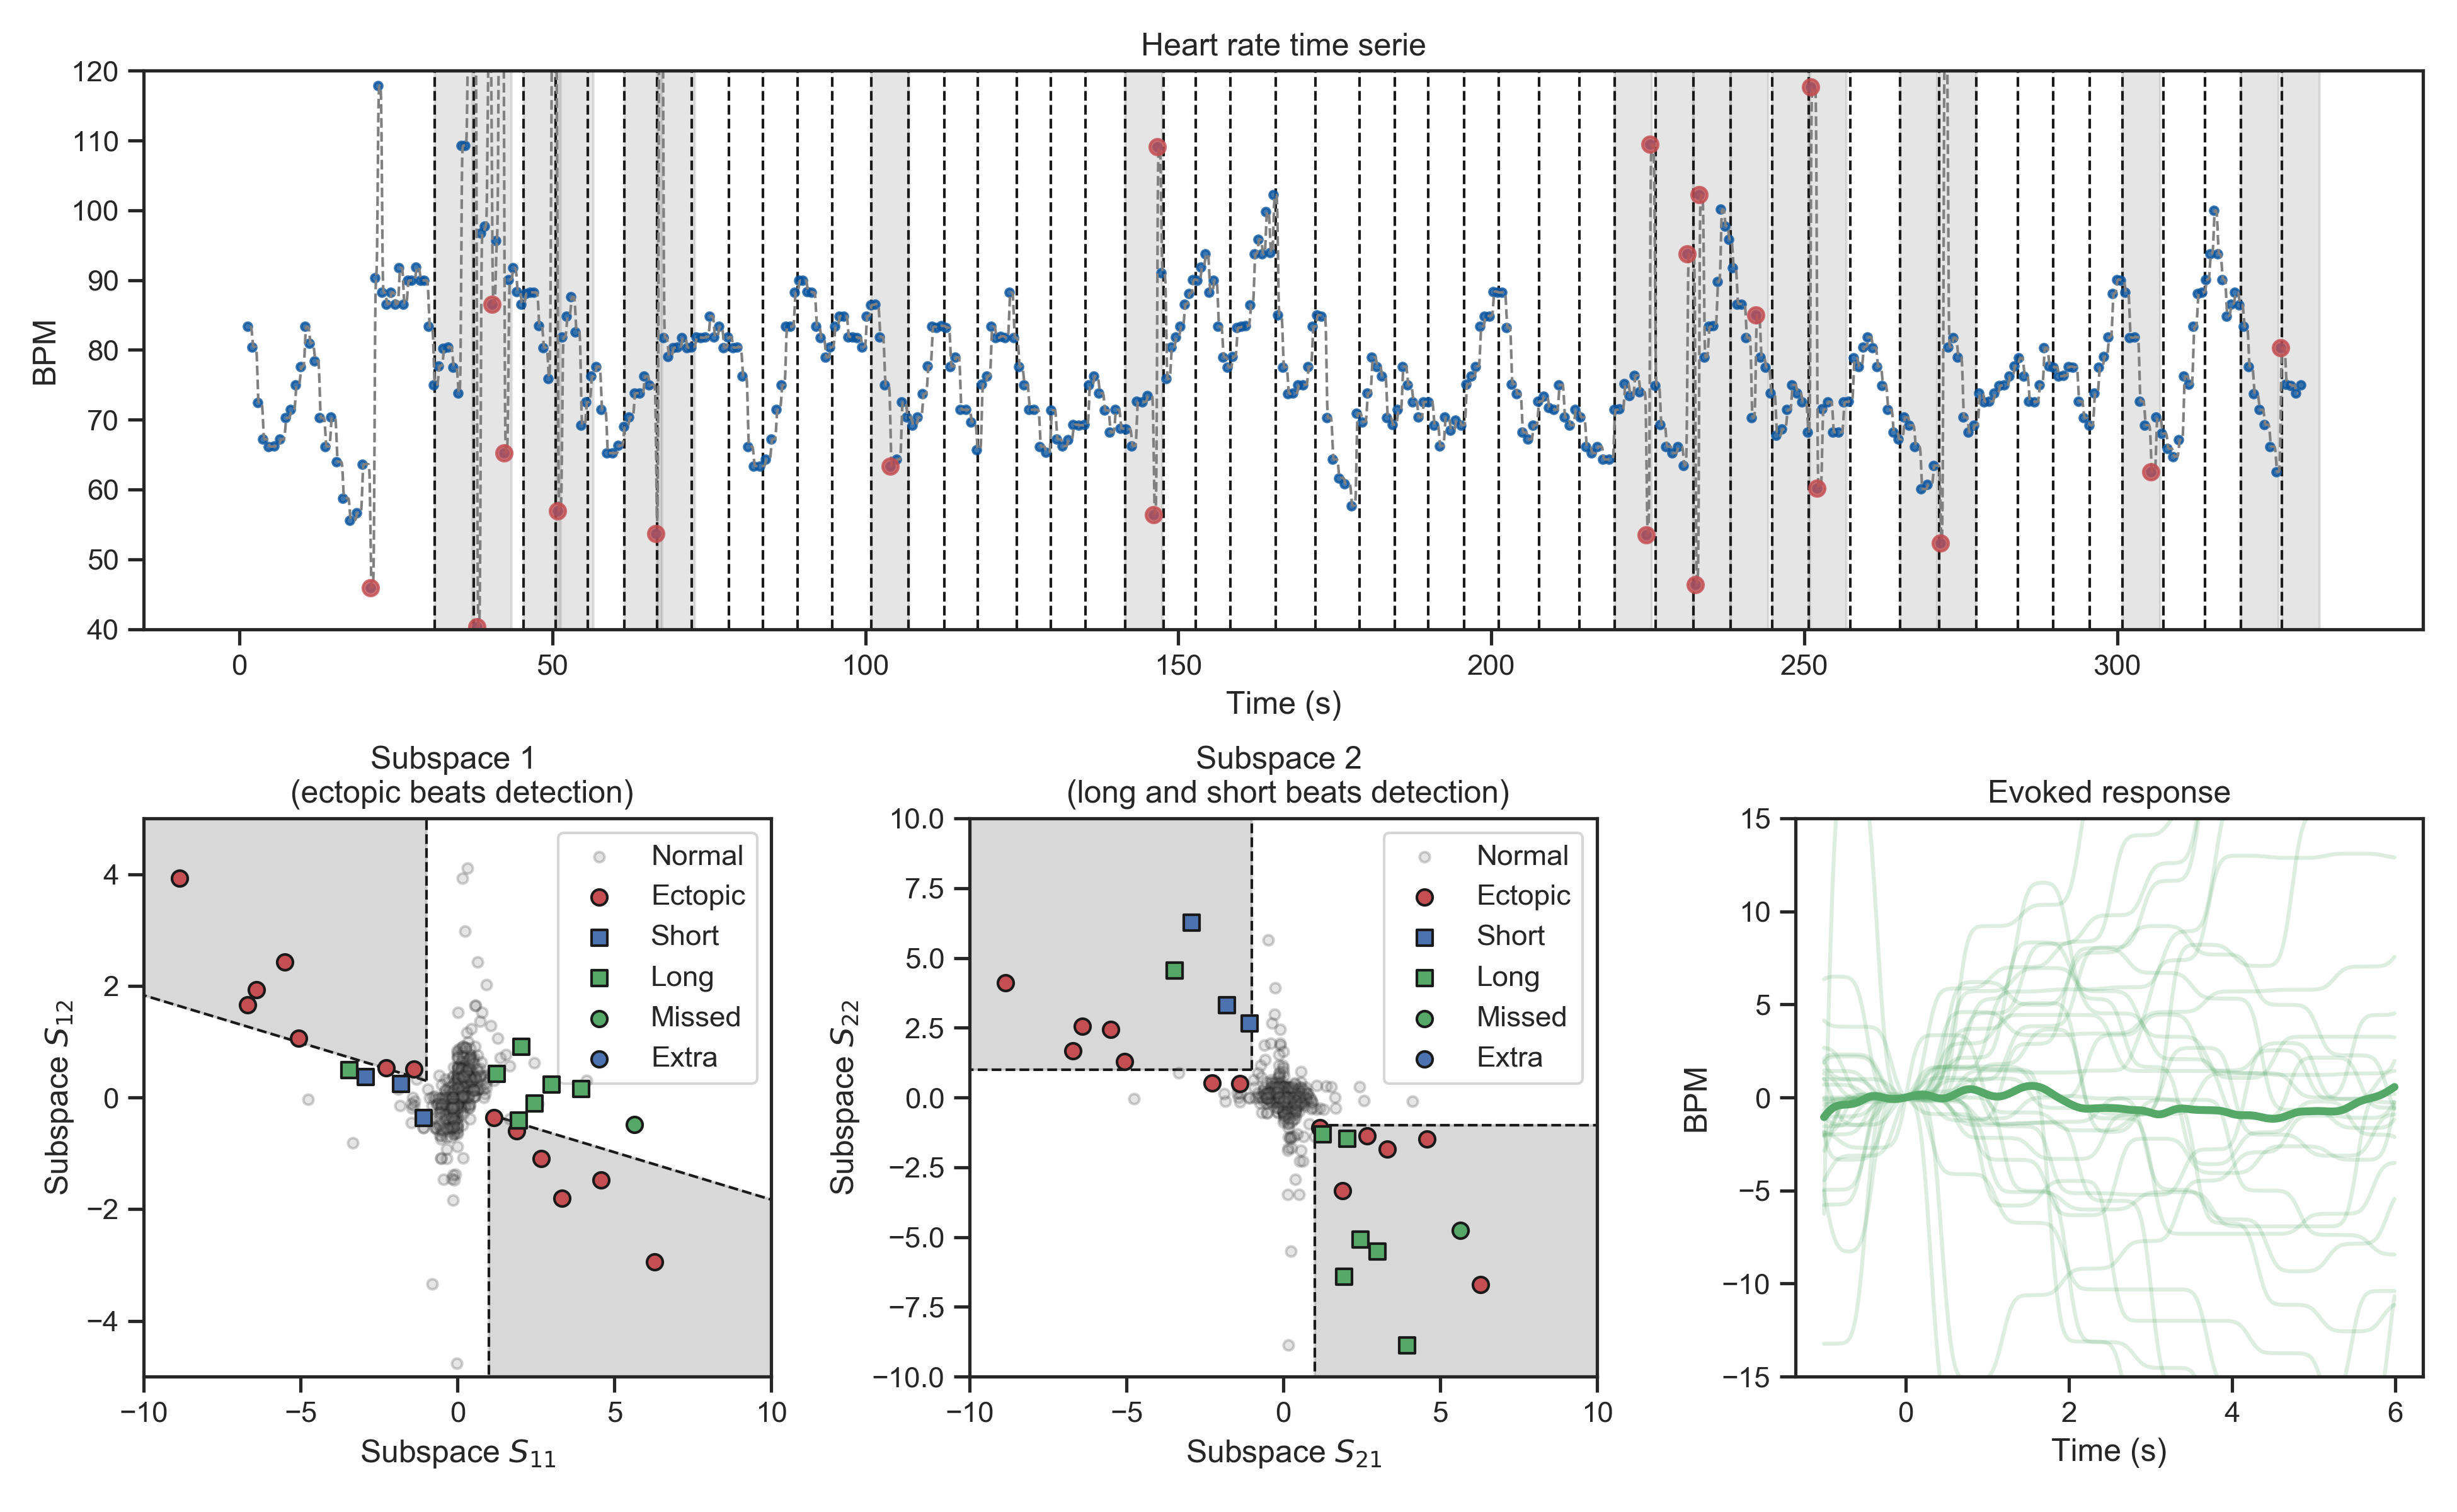 Heart rate time serie
120
110
100
90
80
70
60
50
40
BPM
0 50 100 150 200 250 300
Time (s)
Subspace 1
(ectopic beats detection)
4
2
0
−2
−4
Subspace S₁₂
Normal
Ectopic
Short
Long
Missed
Extra
−10 −5 0 5 10
Subspace S₁₁
Subspace 2
(long and short beats detection)
10.0
7.5
5.0
2.5
0.0
−2.5
−5.0
−7.5
−10.0
Subspace S₂₂
Normal
Ectopic
Short
Long
Missed
Extra
−10 −5 0 5 10
Subspace S₂₁
Evoked response
15
10
5
0
−5
−10
−15
BPM
0 2 4 6
Time (s)